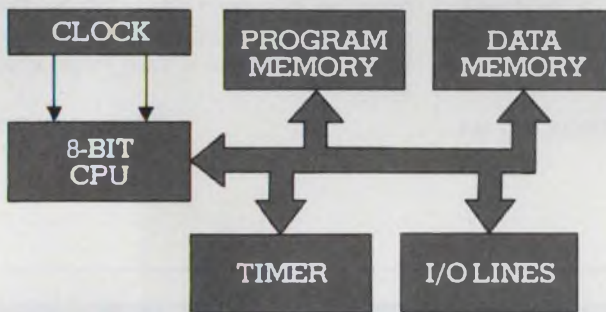 CLOCK
PROGRAM
MEMORY
DATA
MEMORY
8-BIT
CPU
TIMER
I/O LINES